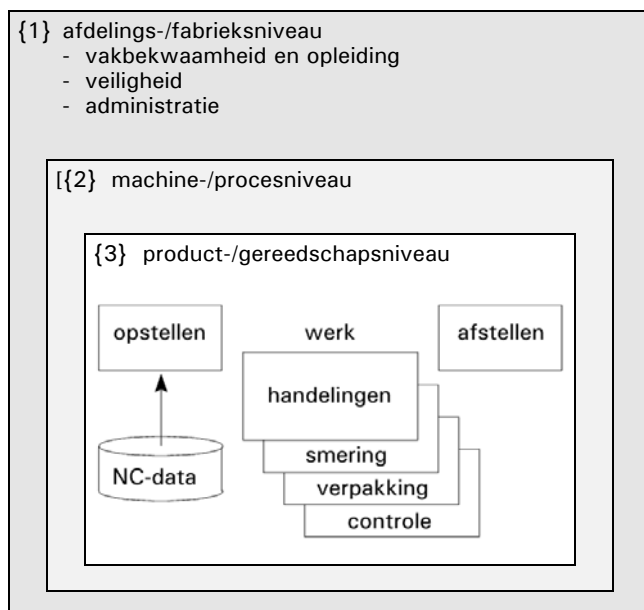 {1} afdelings-/fabrieksniveau
- vakbekwaamheid en opleiding
- veiligheid
- administratie
[{2} machine-/procesniveau
{3} product-/gereedschapsniveau
opstellen
werk
afstellen
handelingen
smering
verpakking
controle
NC-data